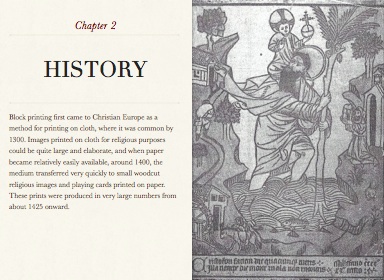 Chapter 2
HISTORY
Block printing first came to Christian Europe as a
method for printing on cloth, where it was common by
1300. Images printed on cloth for religious purposes
could be quite large and elaborate, and when paper
became relatively easily available, around 1400, the
medium transferred very quickly to small woodcut
religious images and playing cards printed on paper.
These prints were produced in very large numbers from
about 1425 onward.